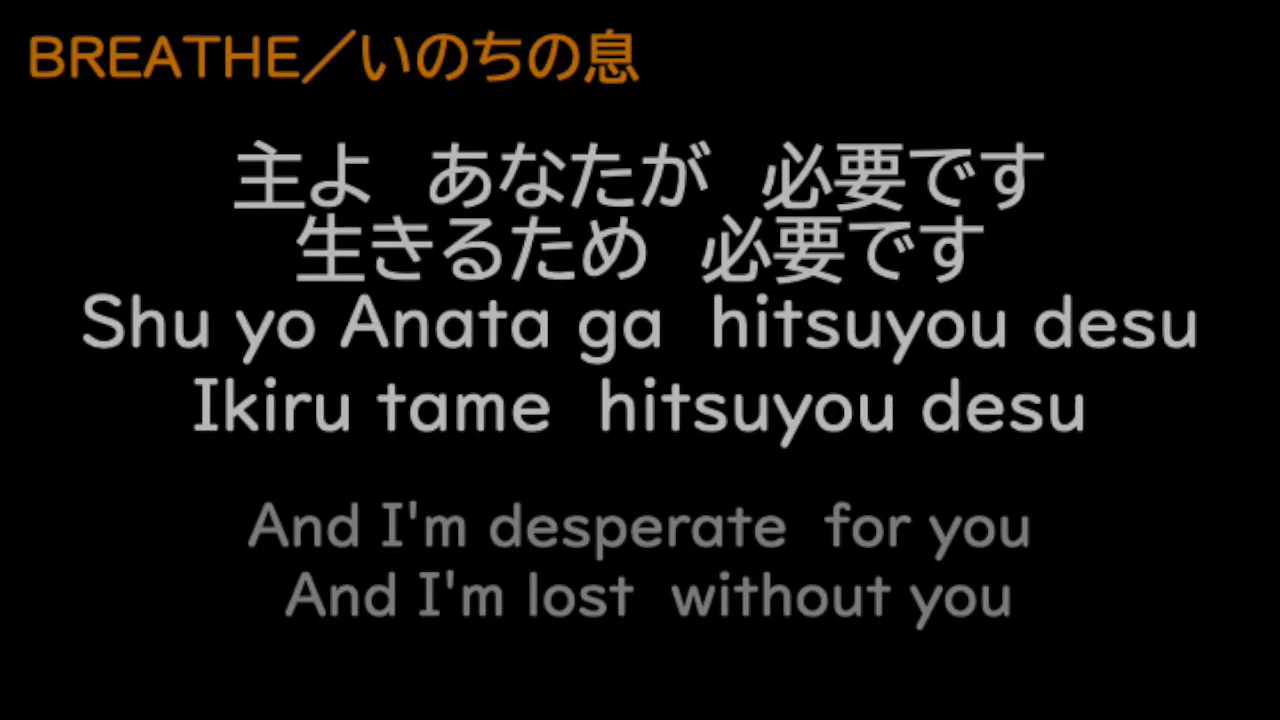 BREATHE／いのちの息
主よ　あなたが　必要です
生きるため　必要です
Shu yo Anata ga  hitsuyou desu
Ikiru tame  hitsuyou desu
And I'm desperate  for you
And I'm lost  without you